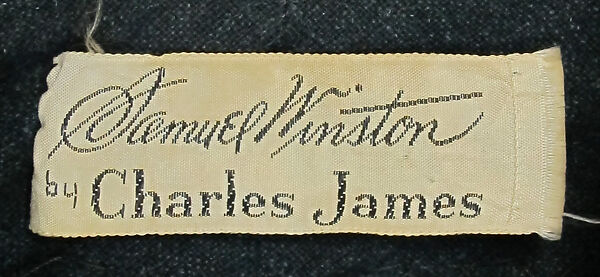 Samuel Winston
by Charles James